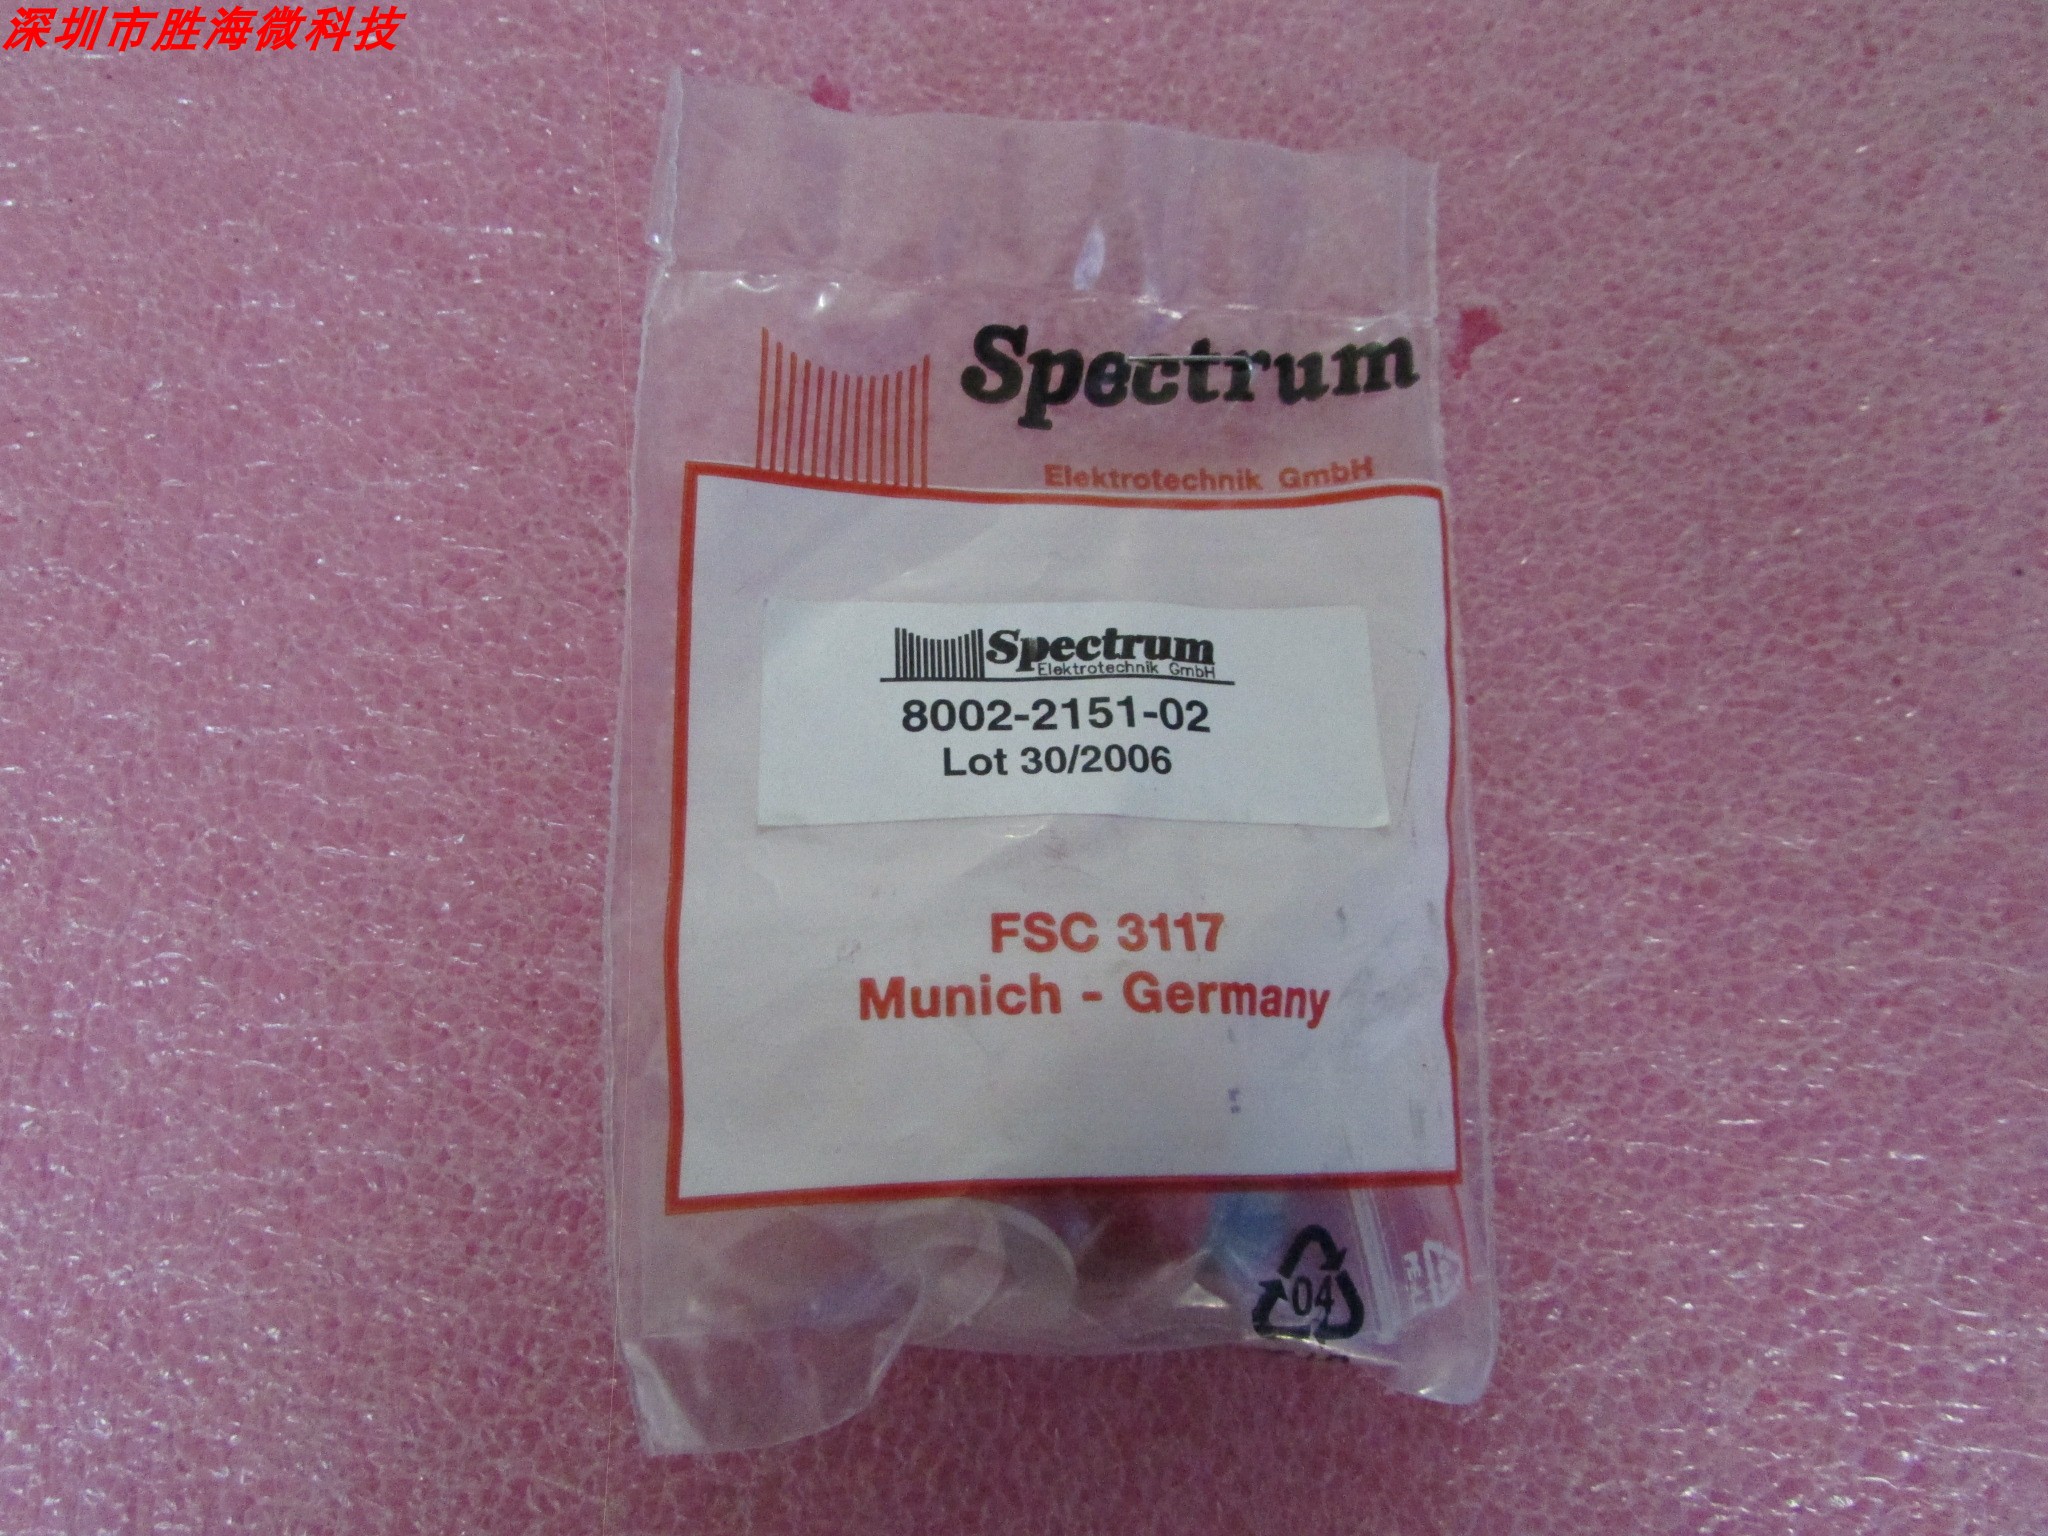 深圳市胜海微科技
Spectrum
Elektrotechnik GmbH
Spectrum
Elektrotechnik GmbH
8002-2151-02
Lot 30/2006
FSC 3117
Munich - Germany
04